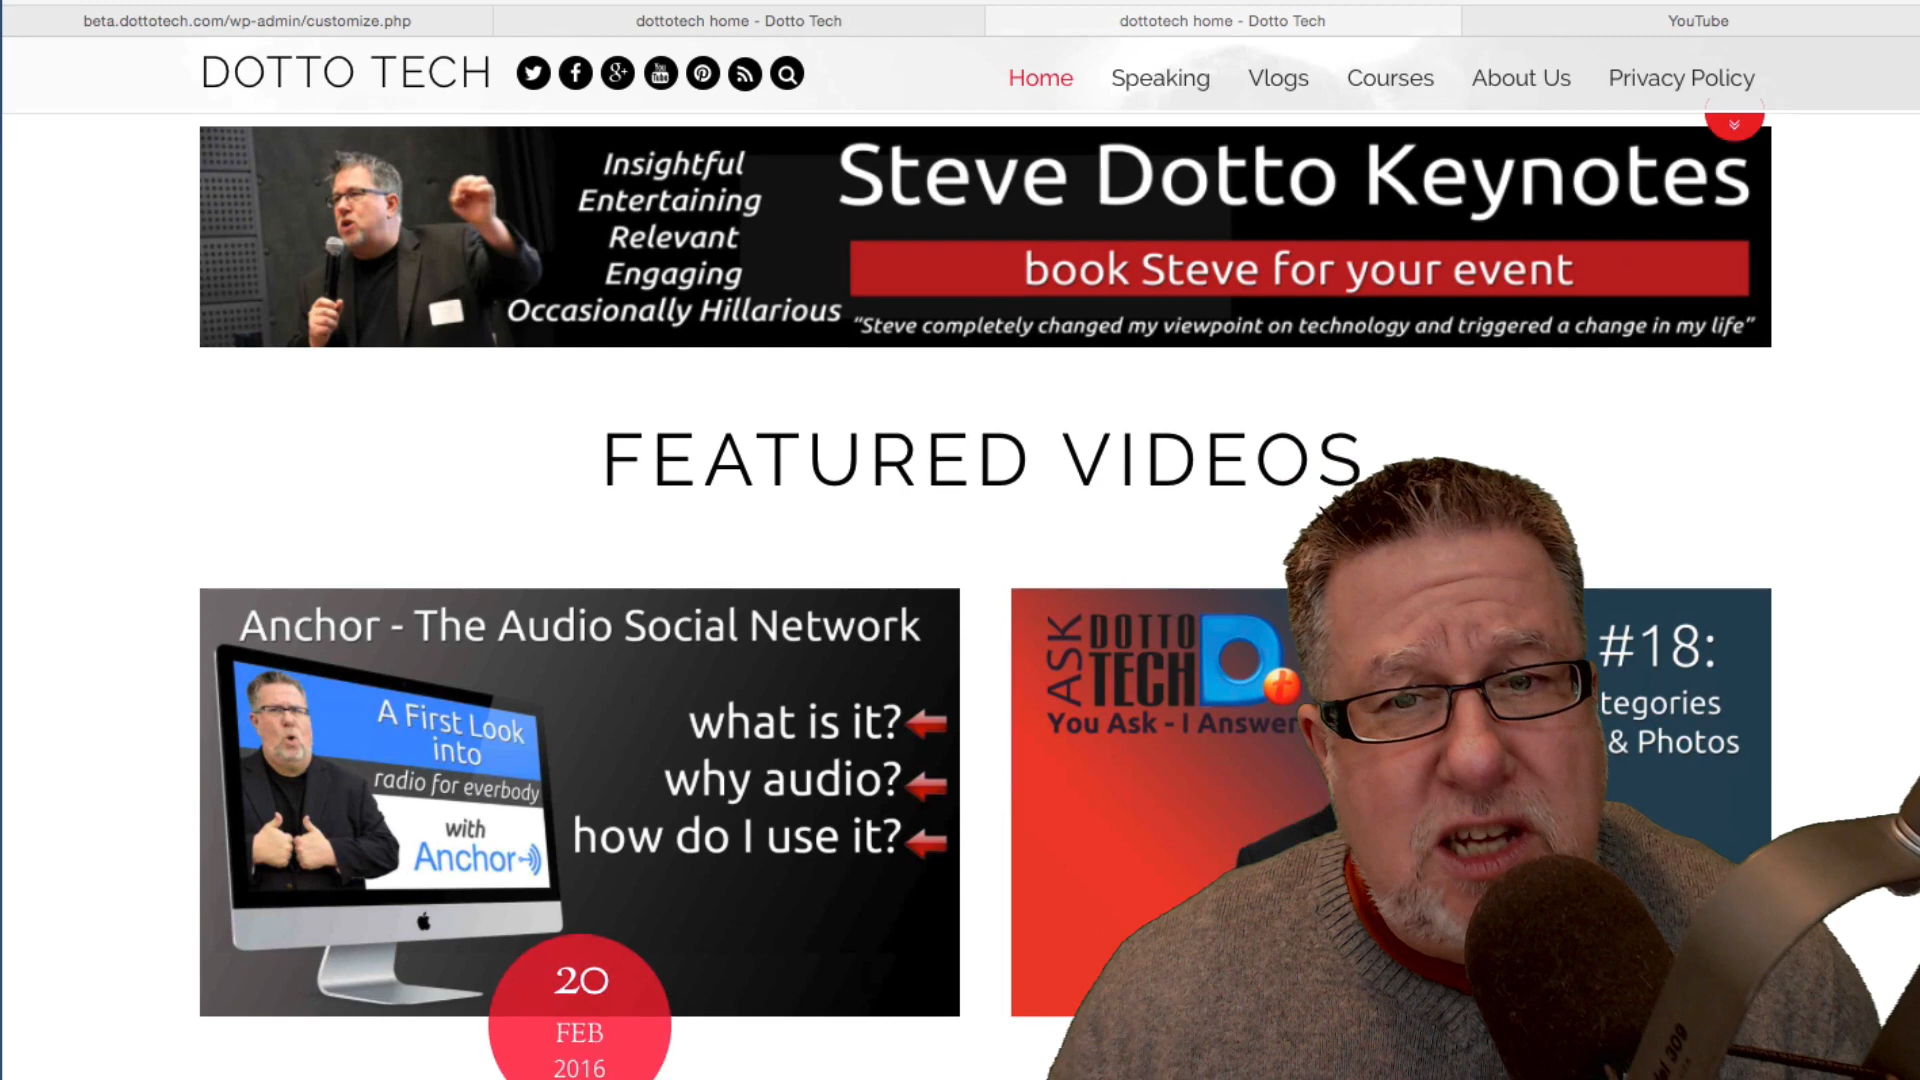 beta.dottotech.com/wp-admin/customize.php
dottotech home - Dotto Tech
dottotech home - Dotto Tech
YouTube
DOTTO TECH
You
Tube
Home
Speaking
Vlogs
Courses
About Us
Privacy Policy
Insightful
Entertaining
Relevant
Engaging
Occasionally Hillarious
Steve Dotto Keynotes
book Steve for your event
"Steve completely changed my viewpoint on technology and triggered a change in my life"
FEATURED VIDEOS
Anchor - The Audio Social Network
A First Look
into
radio for everbody
with
Anchor
what is it?
why audio?
how do I use it?
20
FEB
2016
ASK
DOTTO
TECH
You Ask - I Answer
#18:
tegories
& Photos
309